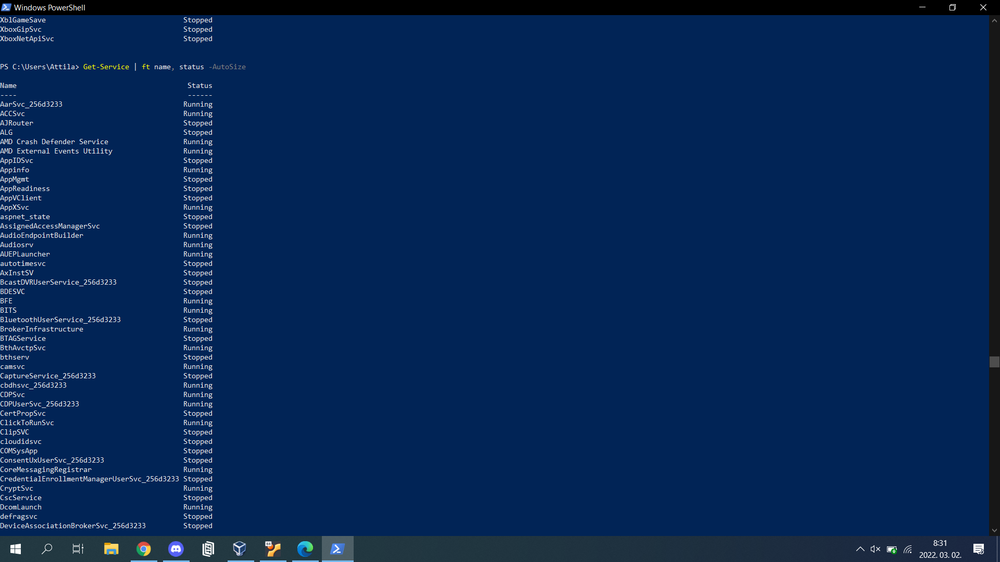 Windows PowerShell
XblGameSave Stopped
XboxGipSvc Stopped
XboxNetApiSvc Stopped
PS C:\Users\Attila> Get-Service | ft name, status -AutoSize
Name Status
---- ------
AarSvc_256d3233 Running
ACCSvc Running
AJRouter Stopped
ALG Stopped
AMD Crash Defender Service Running
AMD External Events Utility Running
AppIDSvc Stopped
Appinfo Running
AppMgmt Stopped
AppReadiness Stopped
AppVClient Stopped
AppXSvc Running
aspnet_state Stopped
AssignedAccessManagerSvc Stopped
AudioEndpointBuilder Running
Audiosrv Running
AUEPLauncher Running
autotimesvc Stopped
AxInstSV Stopped
BcastDVRUserService_256d3233 Stopped
BDESVC Stopped
BFE Running
BITS Running
BluetoothUserService_256d3233 Stopped
BrokerInfrastructure Running
BTAGService Stopped
BthAvctpSvc Running
bthserv Stopped
camsvc Running
CaptureService_256d3233 Stopped
cbdhsvc_256d3233 Running
CDPSvc Running
CDPUserSvc_256d3233 Running
CertPropSvc Stopped
ClickToRunSvc Running
ClipSVC Stopped
cloudidsvc Stopped
COMSysApp Stopped
ConsentUxUserSvc_256d3233 Stopped
CoreMessagingRegistrar Running
CredentialEnrollmentManagerUserSvc_256d3233 Stopped
CryptSvc Running
CscService Stopped
DcomLaunch Running
defragsvc Stopped
DeviceAssociationBrokerSvc_256d3233 Stopped
64
8:31
2022. 03. 02.